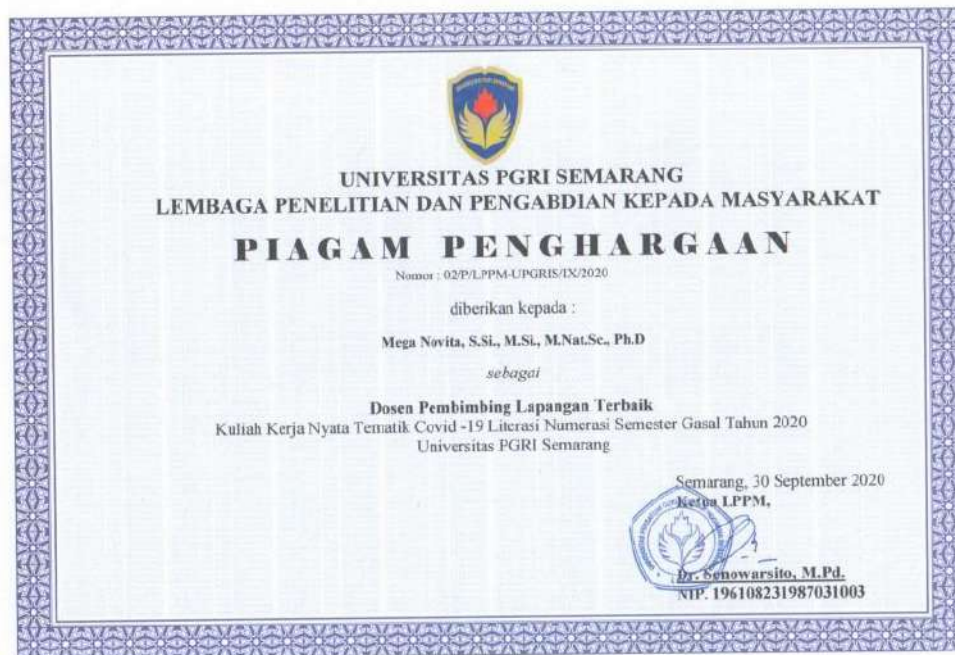 UNIVERSITAS PGRI SEMARANG
LEMBAGA PENELITIAN DAN PENGABDIAN KEPADA MASYARAKAT
PIAGAM PENGHARGAAN
Nomor : 02/P/LPPM-UPGRIS/IX/2020
diberikan kepada :
Mega Novita, S.Si., M.Si., M.Nat.Sc., Ph.D
sebagai
Dosen Pembimbing Lapangan Terbaik
Kuliah Kerja Nyata Tematik Covid -19 Literasi Numerasi Semester Gasal Tahun 2020
Universitas PGRI Semarang
Semarang, 30 September 2020
Ketua LPPM,
Dr. Senowarsito, M.Pd.
NIP. 196108231987031003